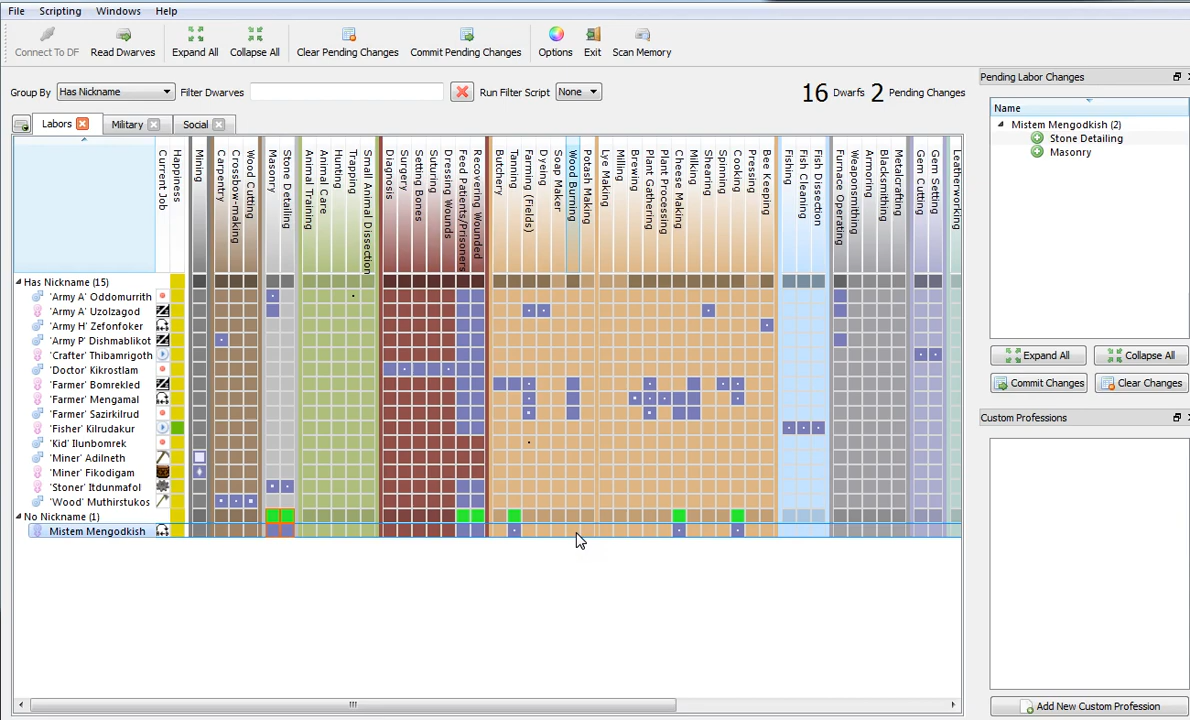 File Scripting Windows Help
Connect To DF Read Dwarves Expand All Collapse All Clear Pending Changes Commit Pending Changes Options Exit Scan Memory
Group By Has Nickname Filter Dwarves Run Filter Script None 16 Dwarfs 2 Pending Changes
Labors Military Social
Current Job
Happiness
Mining
Carpentry
Crossbow-making
Wood Cutting
Masonry
Stone Detailing
Animal Training
Animal Care
Hunting
Trapping
Small Animal Dissection
Diagnosis
Surgery
Setting Bones
Suturing
Dressing Wounds
Feed Patients/Prisoners
Recovering Wounded
Butchery
Tanning
Farming (Fields)
Dyeing
Soap Maker
Wood Burning
Potash Making
Lye Making
Milling
Brewing
Plant Gathering
Plant Processing
Cheese Making
Milking
Shearing
Spinning
Cooking
Pressing
Bee Keeping
Fishing
Fish Cleaning
Fish Dissection
Furnace Operating
Weaponsmithing
Armoring
Blacksmithing
Metalcrafting
Gem Cutting
Gem Setting
Leatherworking
Has Nickname (15)
'Army A' Oddomurrith
'Army A' Uzolzagod
'Army H' Zefonfoker
'Army P' Dishmablikot
'Crafter' Thibamrigoth
'Doctor' Kikrostlam
'Farmer' Bomrekled
'Farmer' Mengamal
'Farmer' Sazirkilrud
'Fisher' Kilrudakur
'Kid' Ilunbomrek
'Miner' Adilneth
'Miner' Fikodigam
'Stoner' Itdunmafol
'Wood' Muthirstukos
No Nickname (1)
Mistem Mengodkish
Pending Labor Changes
Name
Mistem Mengodkish (2)
Stone Detailing
Masonry
Expand All Collapse All
Commit Changes Clear Changes
Custom Professions
Add New Custom Profession